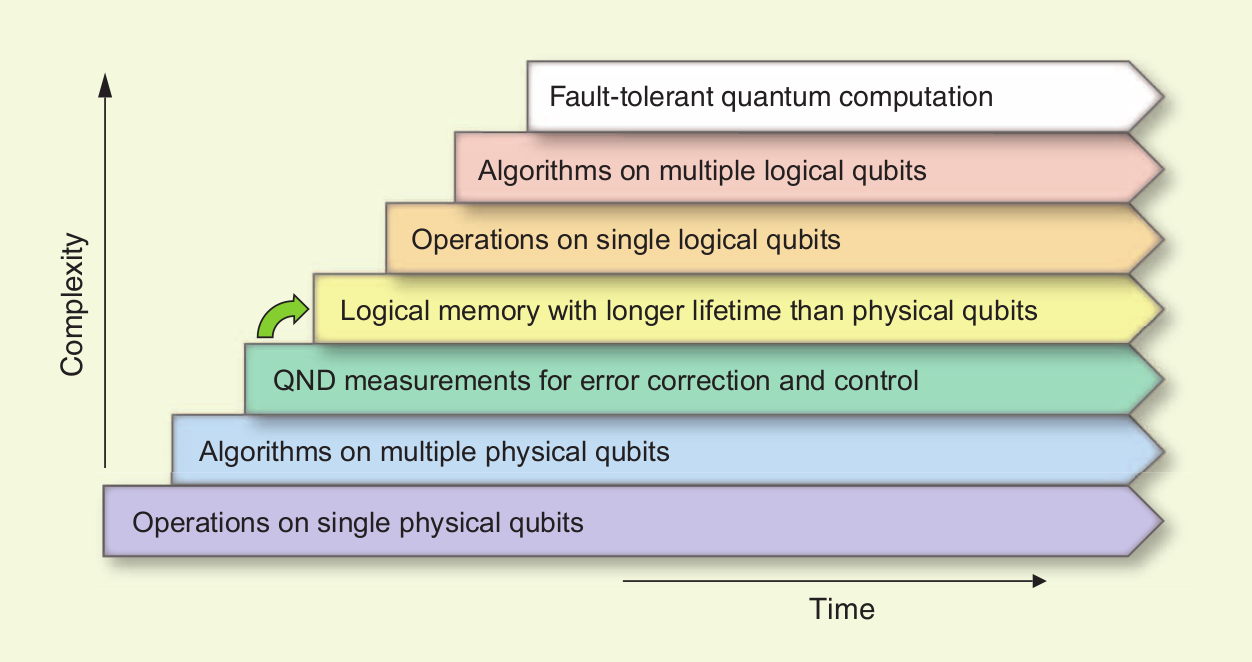 Fault-tolerant quantum computation
Algorithms on multiple logical qubits
Operations on single logical qubits
Logical memory with longer lifetime than physical qubits
QND measurements for error correction and control
Algorithms on multiple physical qubits
Operations on single physical qubits
Complexity
Time